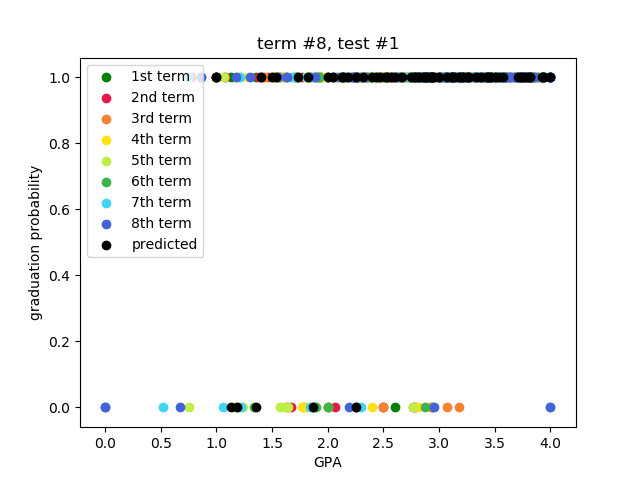 term #8, test #1
1st term
2nd term
3rd term
4th term
5th term
6th term
7th term
8th term
predicted
graduation probability
1.0
0.8
0.6
0.4
0.2
0.0
0.0 0.5 1.0 1.5 2.0 2.5 3.0 3.5 4.0
GPA